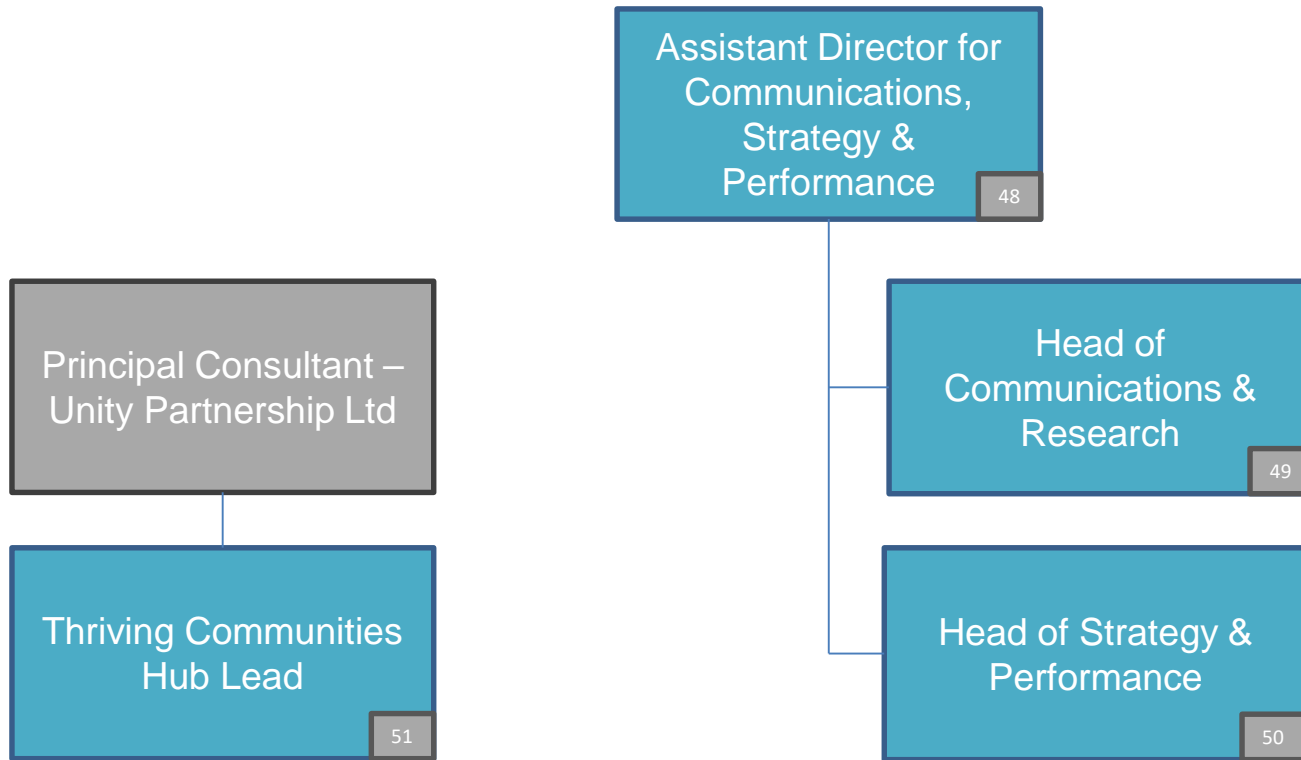 Assistant Director for
Communications,
Strategy &
Performance
48
Principal Consultant –
Unity Partnership Ltd
Head of
Communications &
Research
49
Thriving Communities
Hub Lead
51
Head of Strategy &
Performance
50